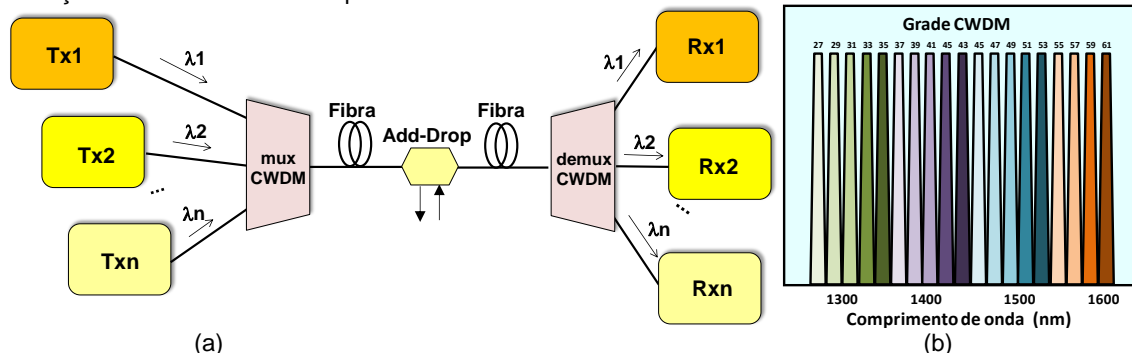 Tx1
Tx2
...
Txn
λ1
λ2
λn
mux
CWDM
Fibra
Add-Drop
Fibra
demux
CWDM
λ1
λ2
...
λn
Rx1
Rx2
Rxn
(a)
Grade CWDM
27 29 31 33 35 37 39 41 45 43 45 47 49 51 53 55 57 59 61
1300 1400 1500 1600
Comprimento de onda (nm)
(b)